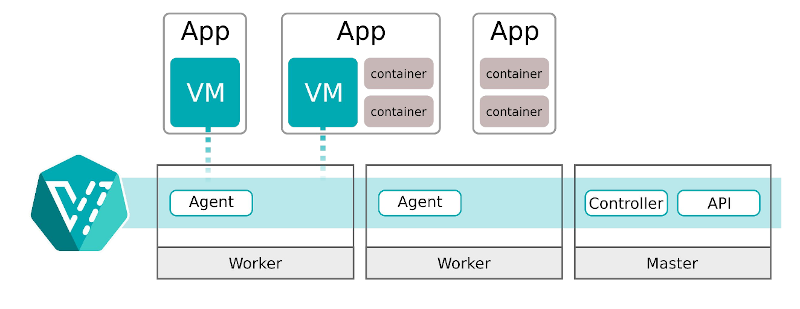 App
App
App
VM
VM
container
container
container
container
Agent
Agent
Controller
API
Worker
Worker
Master